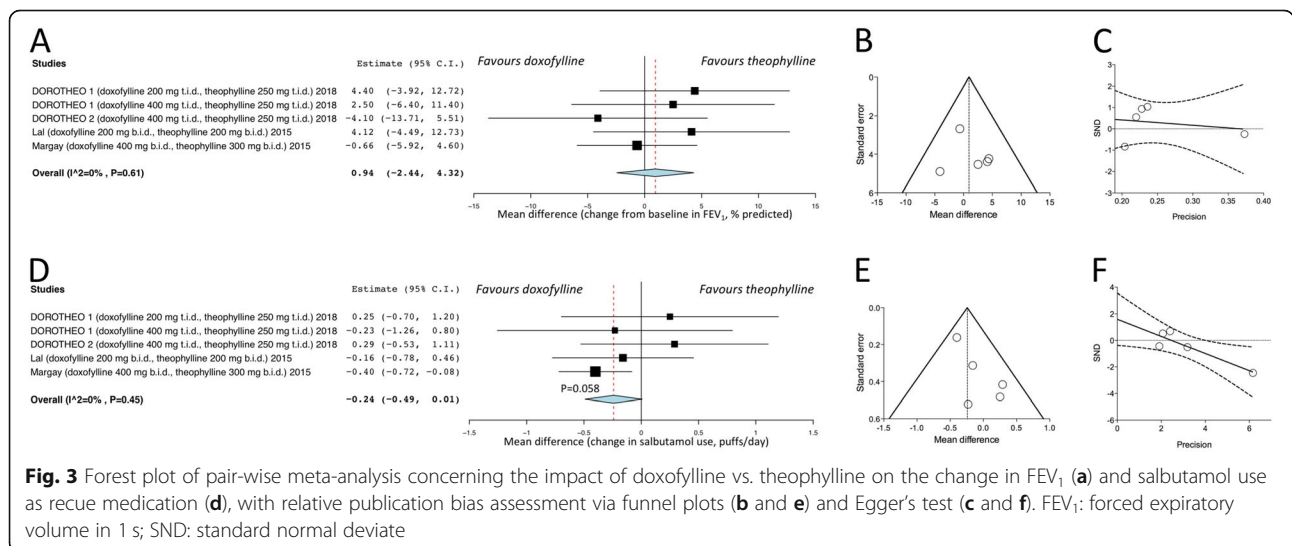 A
Studies Estimate (95% C.I.) Favours doxofylline Favours theophylline
DOROTHEO 1 (doxofylline 200 mg t.i.d., theophylline 250 mg t.i.d.) 2018 4.40 (-3.92, 12.72)
DOROTHEO 1 (doxofylline 400 mg t.i.d., theophylline 250 mg t.i.d.) 2018 2.50 (-6.40, 11.40)
DOROTHEO 2 (doxofylline 400 mg t.i.d., theophylline 250 mg t.i.d.) 2018 -4.10 (-13.71, 5.51)
Lal (doxofylline 200 mg b.i.d., theophylline 200 mg b.i.d.) 2015 4.12 (-4.49, 12.73)
Margay (doxofylline 400 mg b.i.d., theophylline 300 mg b.i.d.) 2015 -0.66 (-5.92, 4.60)
Overall (I^2=0% , P=0.61) 0.94 (-2.44, 4.32)
-15 -10 -5 0 5 10 15
Mean difference (change from baseline in FEV₁, % predicted)
B
Standard error
0
2
4
6
-15 -10 -5 0 5 10 15
Mean difference
C
SND
3
2
1
0
-1
-2
-3
0.20 0.25 0.30 0.35 0.40
Precision
D
Studies Estimate (95% C.I.) Favours doxofylline Favours theophylline
DOROTHEO 1 (doxofylline 200 mg t.i.d., theophylline 250 mg t.i.d.) 2018 0.25 (-0.70, 1.20)
DOROTHEO 1 (doxofylline 400 mg t.i.d., theophylline 250 mg t.i.d.) 2018 -0.23 (-1.26, 0.80)
DOROTHEO 2 (doxofylline 400 mg t.i.d., theophylline 250 mg t.i.d.) 2018 0.29 (-0.53, 1.11)
Lal (doxofylline 200 mg b.i.d., theophylline 200 mg b.i.d.) 2015 -0.16 (-0.78, 0.46)
Margay (doxofylline 400 mg b.i.d., theophylline 300 mg b.i.d.) 2015 -0.40 (-0.72, -0.08)
P=0.058
Overall (I^2=0% , P=0.45) -0.24 (-0.49, 0.01)
-1.5 -1 -0.5 0 0.5 1 1.5
Mean difference (change in salbutamol use, puffs/day)
E
Standard error
0.0
0.2
0.4
0.6
-1.5 -1.0 -0.5 0.0 0.5 1.0
Mean difference
F
SND
4
2
0
-2
-4
-6
0 2 4 6
Precision
Fig. 3 Forest plot of pair-wise meta-analysis concerning the impact of doxofylline vs. theophylline on the change in FEV₁ (a) and salbutamol use
as recue medication (d), with relative publication bias assessment via funnel plots (b and e) and Egger's test (c and f). FEV₁: forced expiratory
volume in 1 s; SND: standard normal deviate